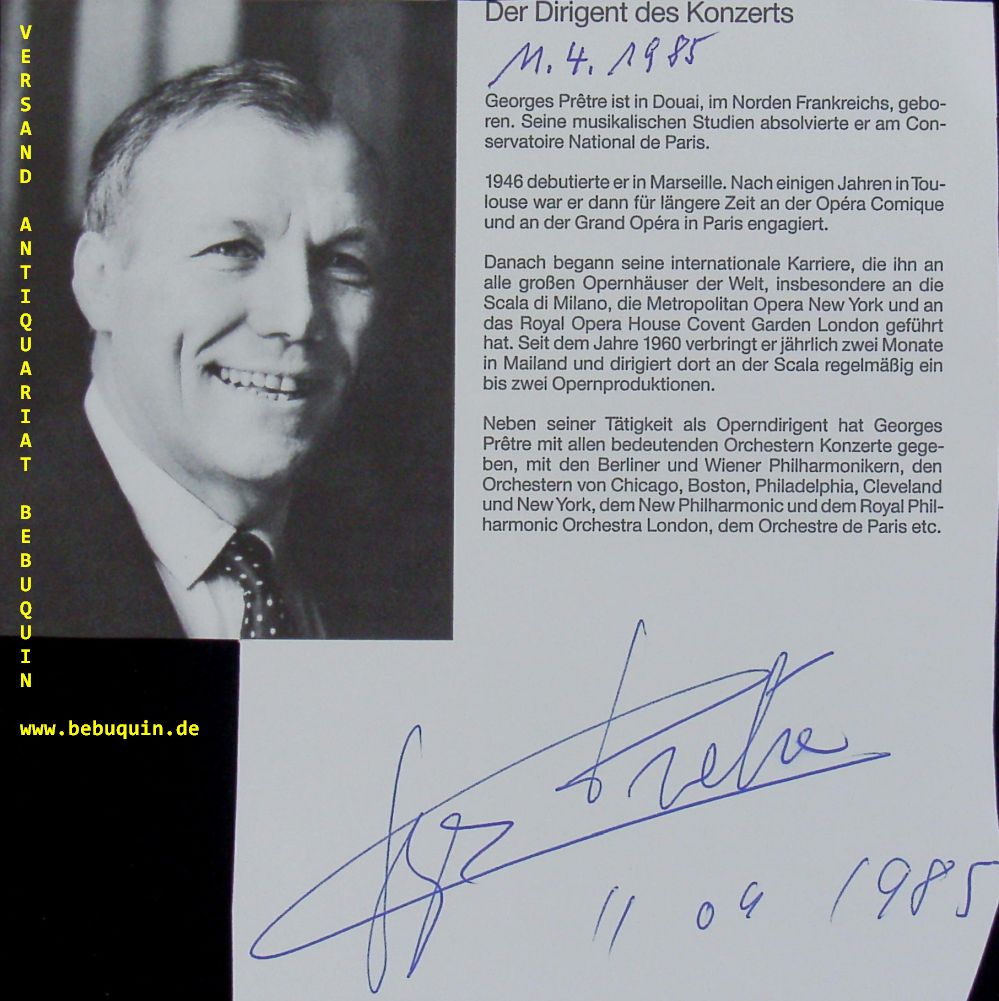 VERSAND ANTIQUARIAT BEBUQUIN
www.bebuquin.de
Der Dirigent des Konzerts
11. 4. 1985
Georges Prêtre ist in Douai, im Norden Frankreichs, gebo-
ren. Seine musikalischen Studien absolvierte er am Con-
servatoire National de Paris.
1946 debutierte er in Marseille. Nach einigen Jahren in Tou-
louse war er dann für längere Zeit an der Opéra Comique
und an der Grand Opéra in Paris engagiert.
Danach begann seine internationale Karriere, die ihn an
alle großen Opernhäuser der Welt, insbesondere an die
Scala di Milano, die Metropolitan Opera New York und an
das Royal Opera House Covent Garden London geführt
hat. Seit dem Jahre 1960 verbringt er jährlich zwei Monate
in Mailand und dirigiert dort an der Scala regelmäßig ein
bis zwei Opernproduktionen.
Neben seiner Tätigkeit als Operndirigent hat Georges
Prêtre mit allen bedeutenden Orchestern Konzerte gege-
ben, mit den Berliner und Wiener Philharmonikern, den
Orchestern von Chicago, Boston, Philadelphia, Cleveland
und New York, dem New Philharmonic und dem Royal Phil-
harmonic Orchestra London, dem Orchestre de Paris etc.
Pretre
11 04 1985